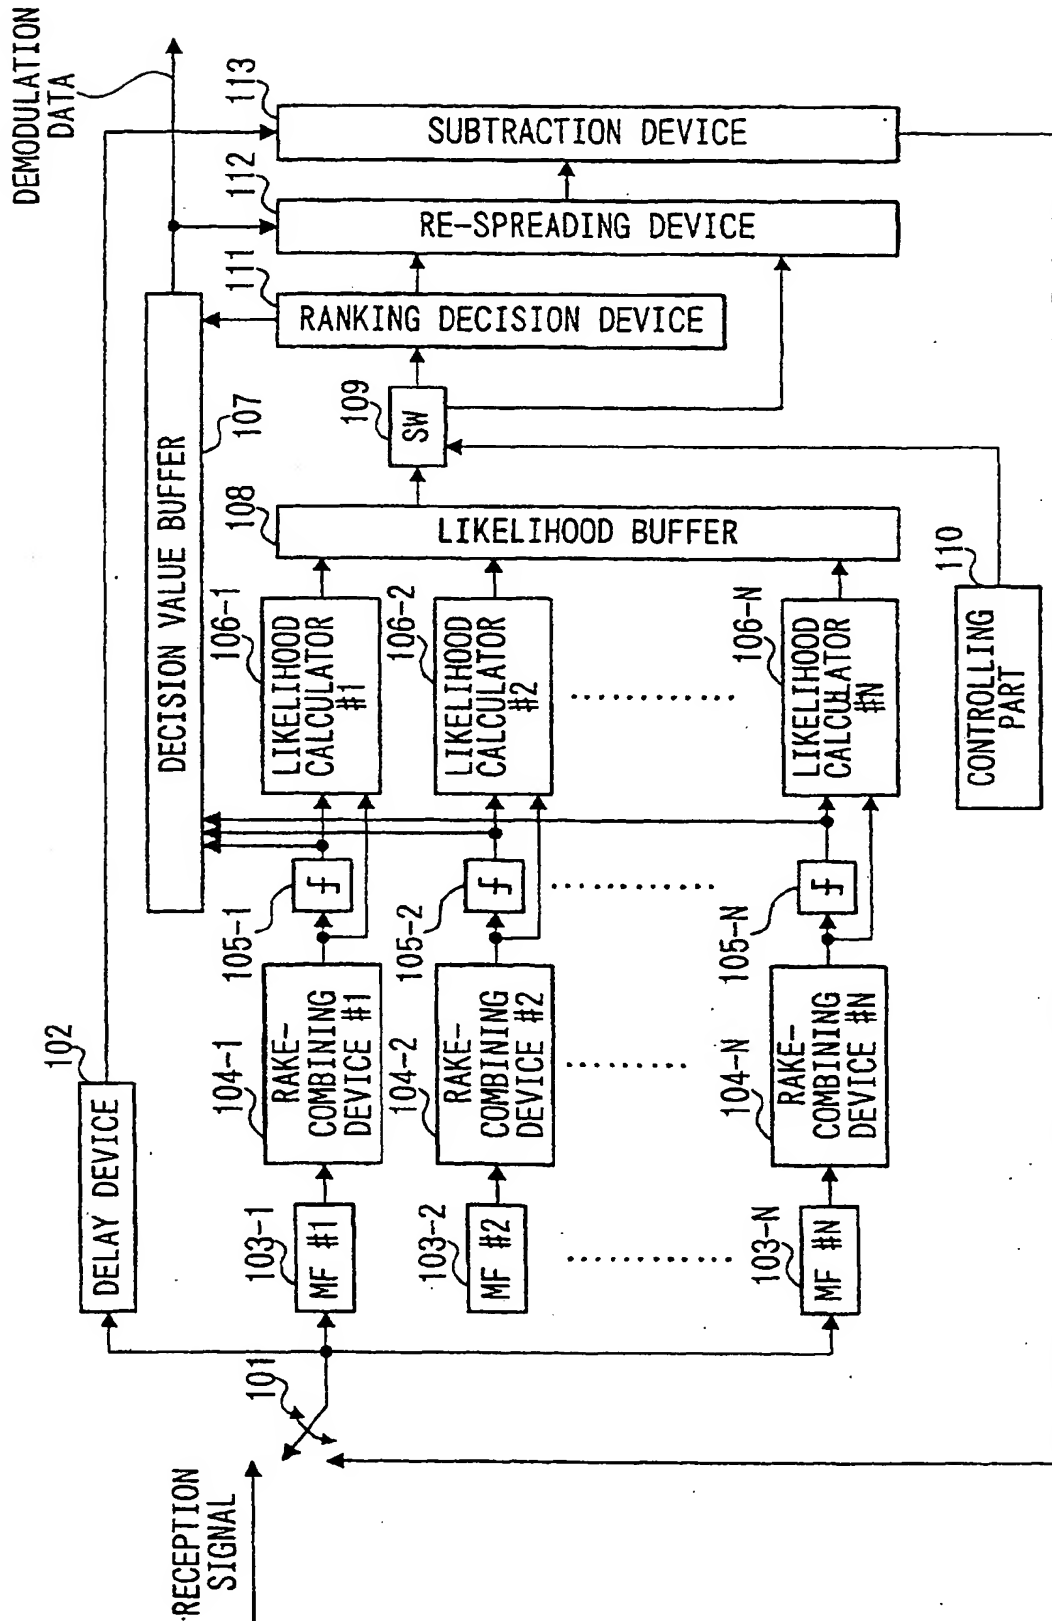 DEMODULATION
DATA
RECEPTION
SIGNAL
101
DELAY DEVICE
102
MF #1
103-1
MF #2
103-2
MF #N
103-N
RAKE-
COMBINING
DEVICE #1
104-1
RAKE-
COMBINING
DEVICE #2
104-2
RAKE-
COMBINING
DEVICE #N
104-N
105-1
105-2
105-N
LIKELIHOOD
CALCULATOR
#1
106-1
LIKELIHOOD
CALCULATOR
#2
106-2
LIKELIHOOD
CALCULATOR
#N
106-N
DECISION VALUE BUFFER
107
LIKELIHOOD BUFFER
108
SW
109
CONTROLLING
PART
110
RANKING DECISION DEVICE
111
RE-SPREADING DEVICE
112
SUBTRACTION DEVICE
113